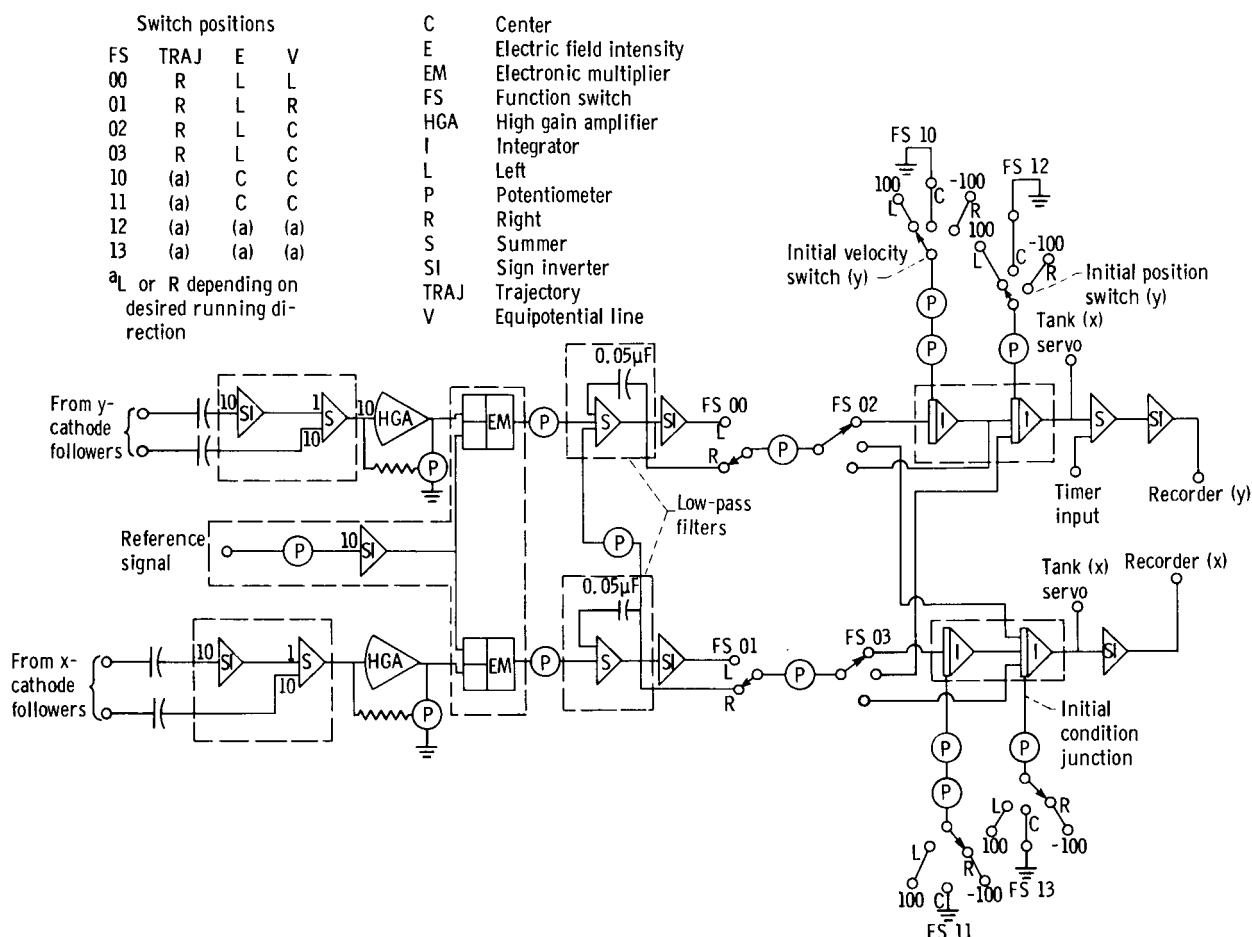 Switch positions
FS TRAJ E V
00 R L L
01 R L R
02 R L C
03 R L C
10 (a) C C
11 (a) C C
12 (a) (a) (a)
13 (a) (a) (a)
aL or R depending on
desired running di-
rection
C Center
E Electric field intensity
EM Electronic multiplier
FS Function switch
HGA High gain amplifier
I Integrator
L Left
P Potentiometer
R Right
S Summer
SI Sign inverter
TRAJ Trajectory
V Equipotential line
FS 10
FS 12
100 L C -100 R
100 L C -100 R
Initial velocity
switch (y)
Initial position
switch (y)
P
P P
Tank (x)
servo
0.05μF
From y-
cathode
followers
10 SI 1 S 10
10 HGA
P
EM
P
S
SI
FS 00
L
R
P
FS 02
I I
S
SI
Timer
input
Recorder (y)
Low-pass
filters
Reference
signal
P
10 SI
P
0.05μF
From x-
cathode
followers
10 SI 1 S 10
HGA
P
EM
P
S
SI
FS 01
L
R
P
FS 03
I I
Tank (x)
servo
SI
Recorder (x)
Initial
condition
junction
P P
P
L C R
100 -100
FS 13
L C R
100 -100
FS 11